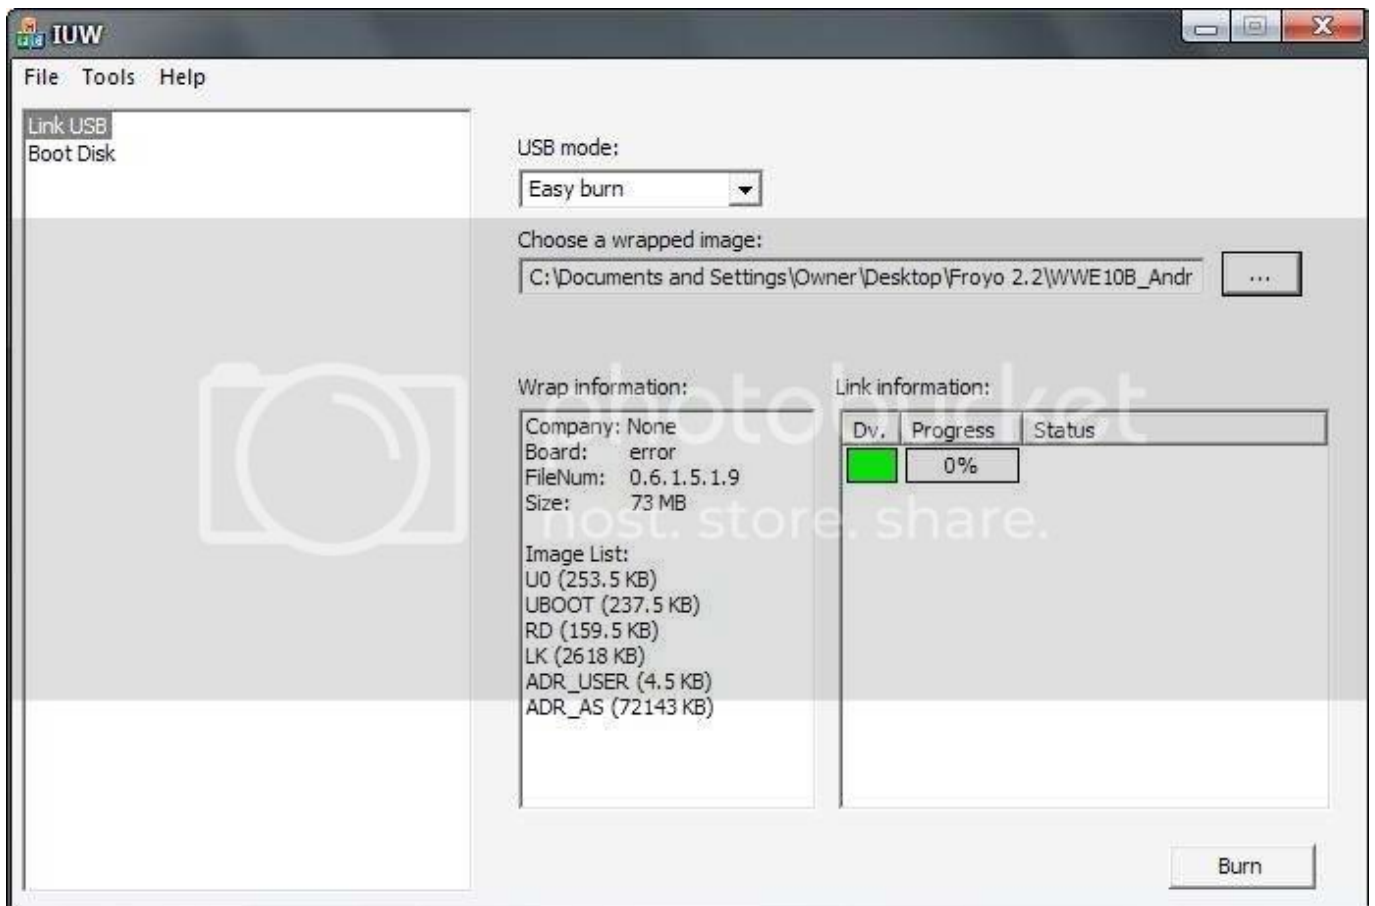 IUW
File Tools Help
Link USB
Boot Disk
USB mode:
Easy burn
Choose a wrapped image:
C:\Documents and Settings\Owner\Desktop\Froyo 2.2\WWE10B_Andr
...
Wrap information:
Company: None
Board: error
FileNum: 0.6.1.5.1.9
Size: 73 MB
Image List:
U0 (253.5 KB)
UBOOT (237.5 KB)
RD (159.5 KB)
LK (2618 KB)
ADR_USER (4.5 KB)
ADR_AS (72143 KB)
Link information:
Dv. Progress Status
0%
Burn
photobucket
host. store. share.